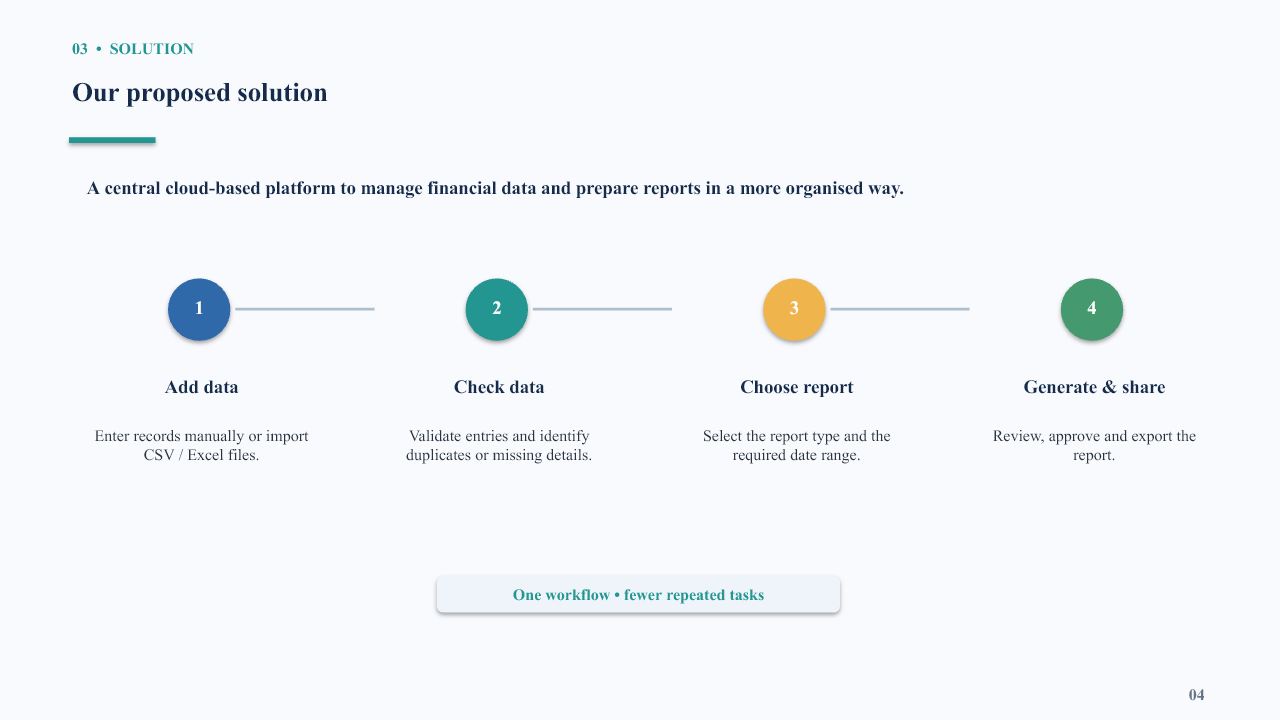 03 • SOLUTION
Our proposed solution
A central cloud-based platform to manage financial data and prepare reports in a more organised way.
1
2
3
4
Add data
Check data
Choose report
Generate & share
Enter records manually or import
CSV / Excel files.
Validate entries and identify
duplicates or missing details.
Select the report type and the
required date range.
Review, approve and export the
report.
One workflow • fewer repeated tasks
04